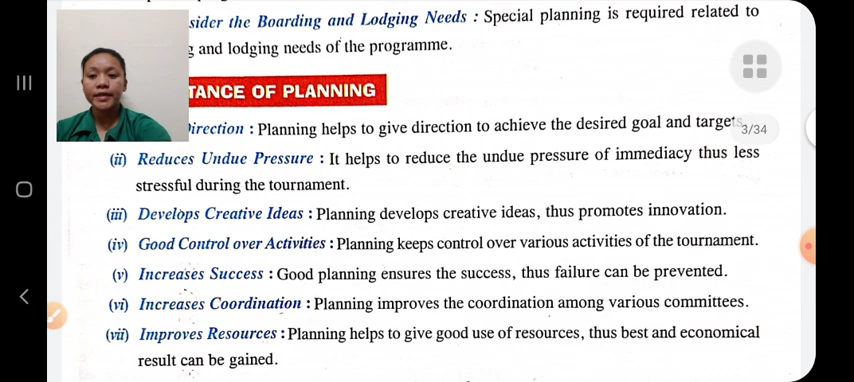 sider the Boarding and Lodging Needs : Special planning is required related to
g and lodging needs of the programme.
TANCE OF PLANNING
Direction : Planning helps to give direction to achieve the desired goal and targets
3/34
(ii) Reduces Undue Pressure : It helps to reduce the undue pressure of immediacy thus less
stressful during the tournament.
(iii) Develops Creative Ideas : Planning develops creative ideas, thus promotes innovation.
(iv) Good Control over Activities : Planning keeps control over various activities of the tournament.
(v) Increases Success : Good planning ensures the success, thus failure can be prevented.
(vi) Increases Coordination : Planning improves the coordination among various committees.
(vii) Improves Resources : Planning helps to give good use of resources, thus best and economical
result can be gained.